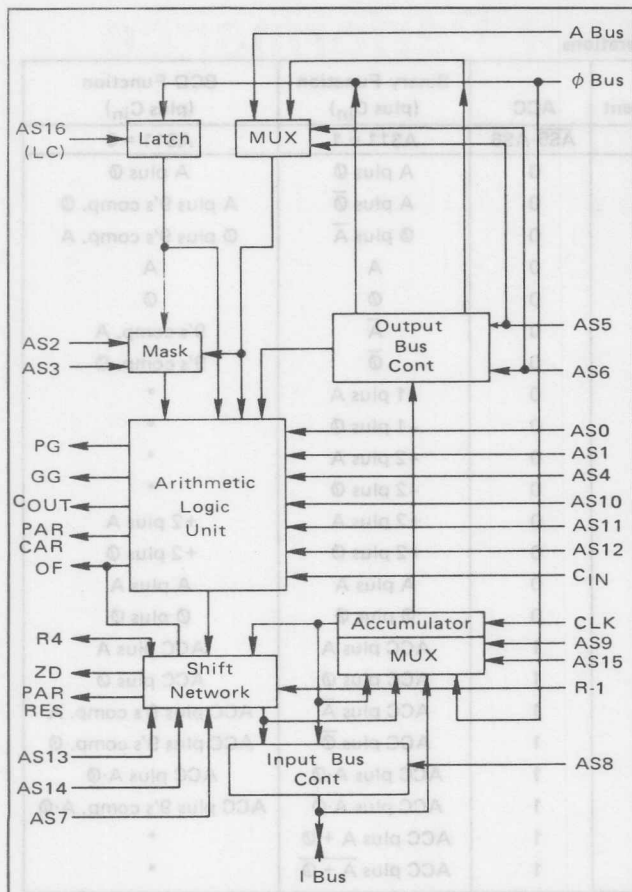 A Bus
ϕ Bus
AS16
(LC)
Latch
MUX
Output
Bus
Cont
AS5
AS6
AS2
AS3
Mask
PG
GG
COUT
PAR
CAR
OF
Arithmetic
Logic
Unit
AS0
AS1
AS4
AS10
AS11
AS12
CIN
Accumulator
MUX
CLK
AS9
AS15
R-1
R4
ZD
PAR
RES
Shift
Network
AS13
AS14
AS7
Input Bus
Cont
AS8
I Bus